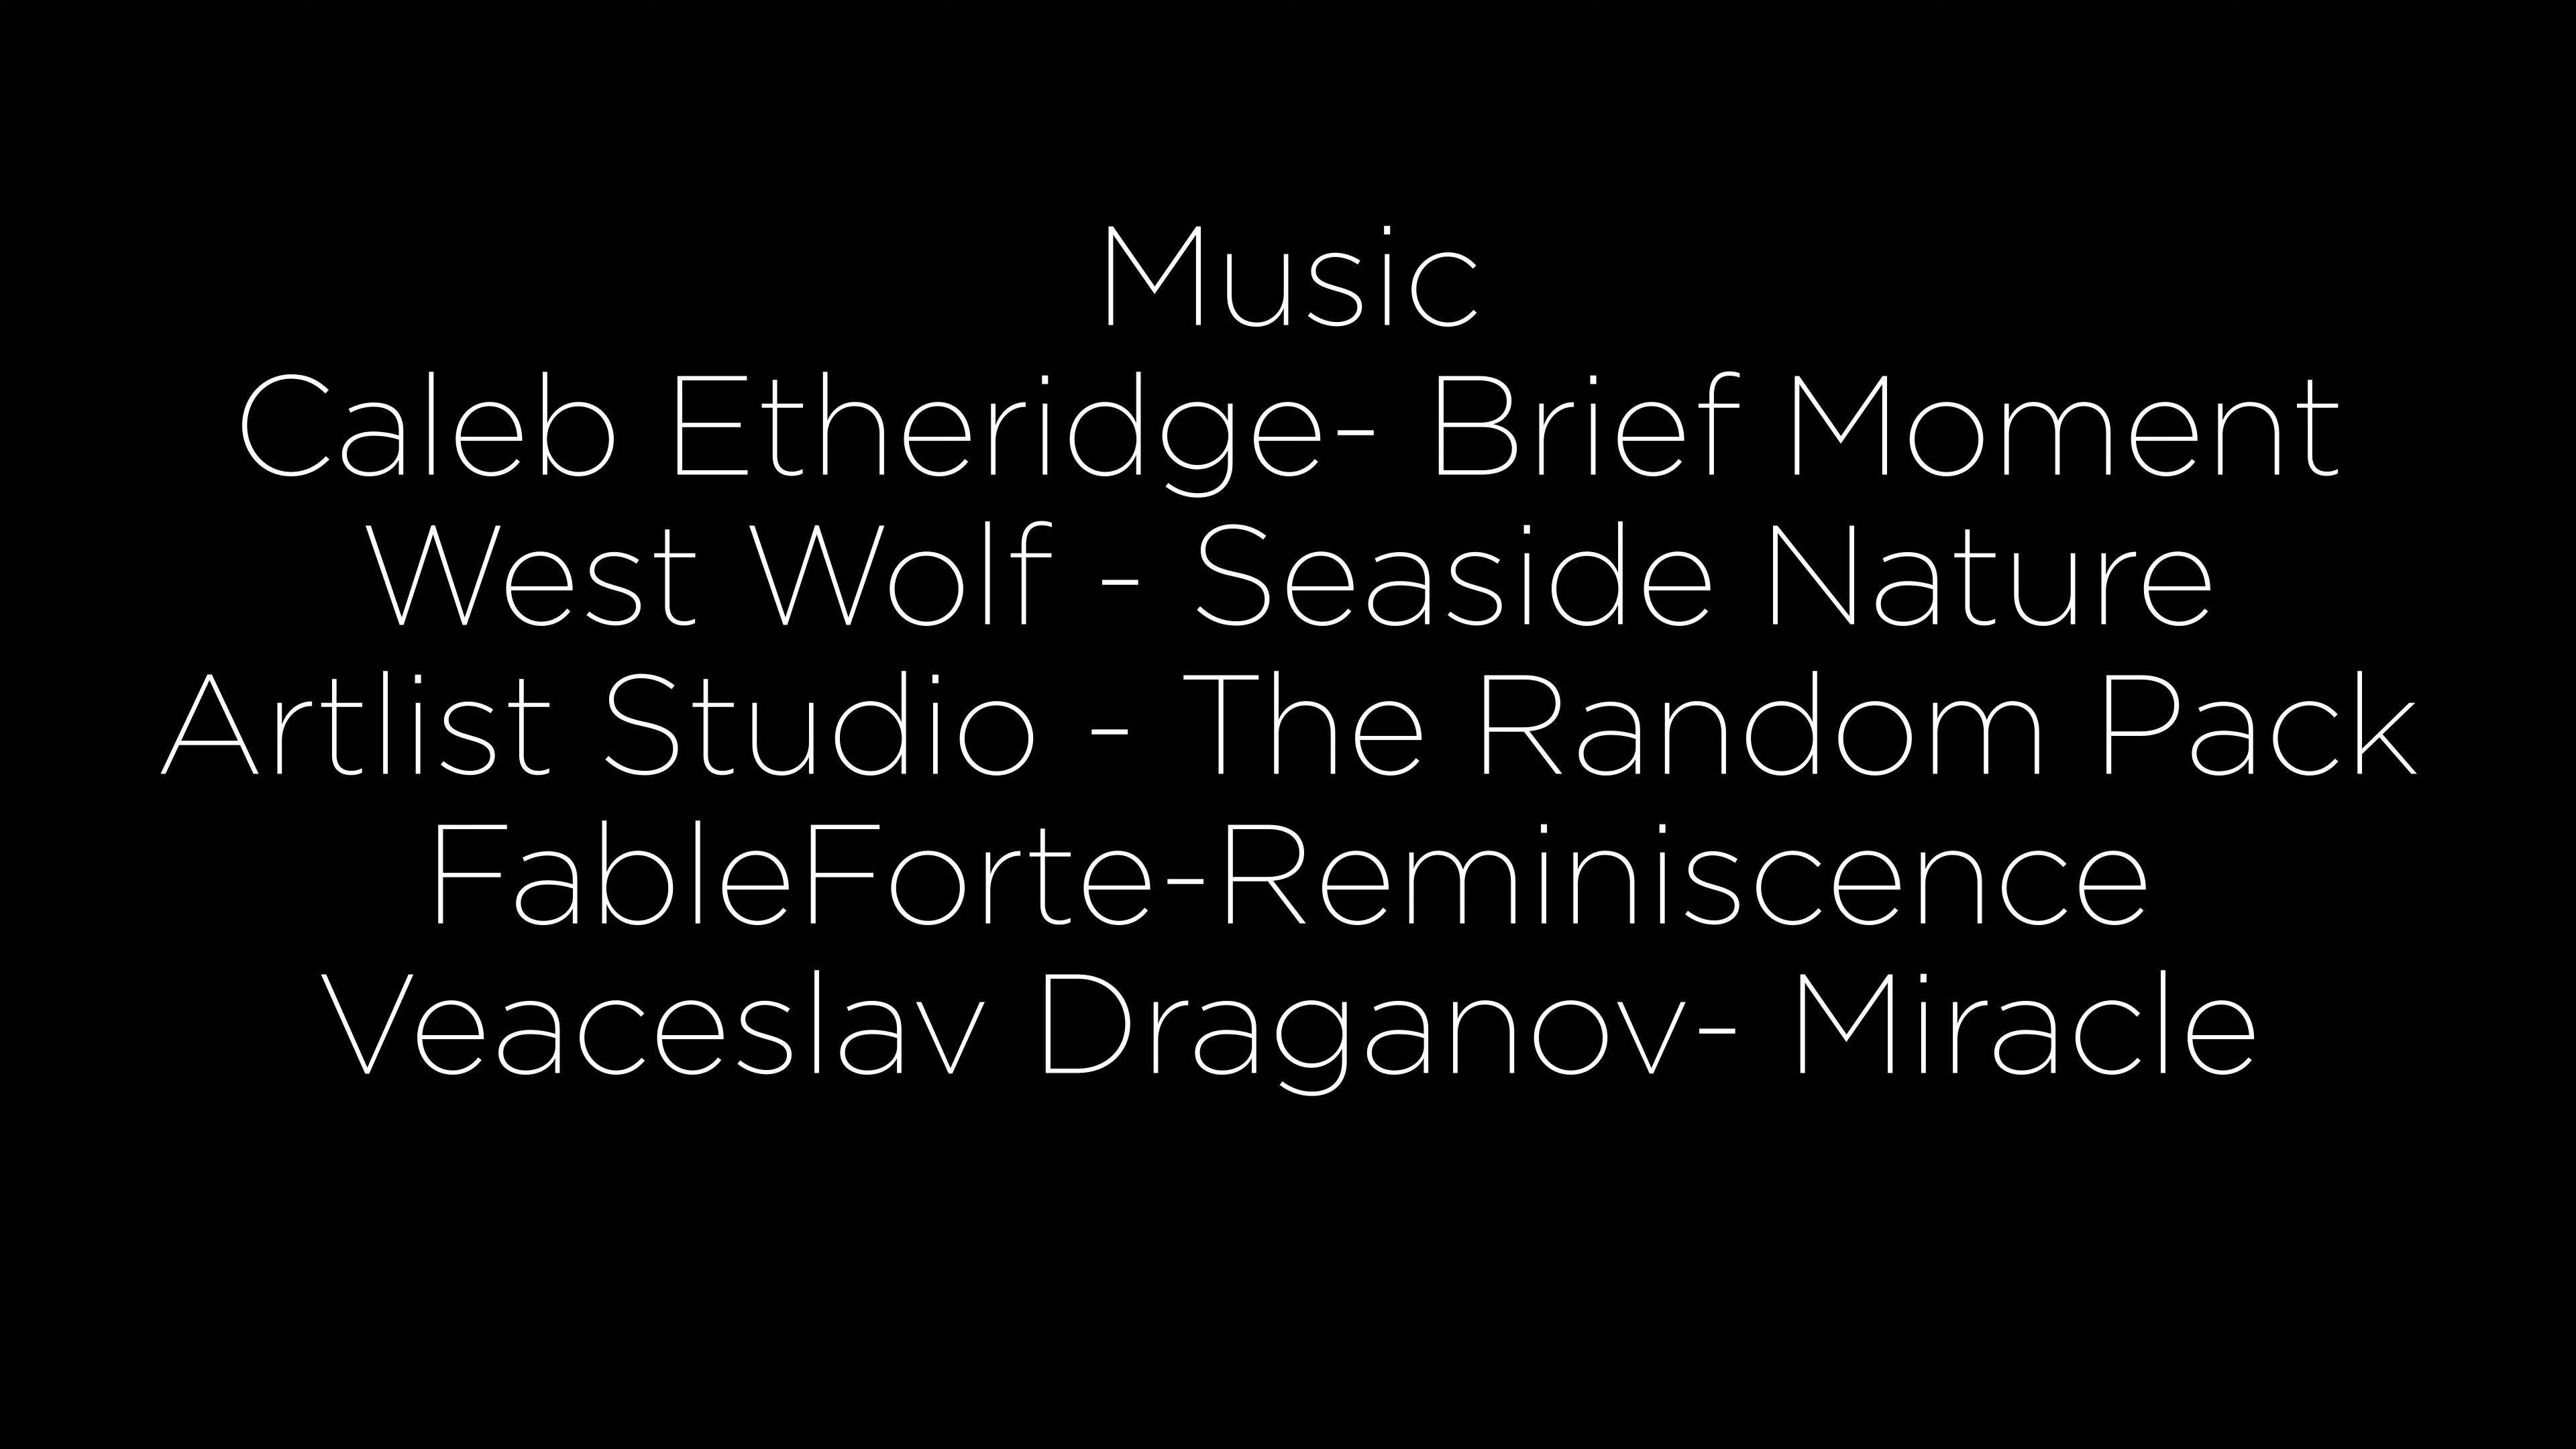 Music
Caleb Etheridge- Brief Moment
West Wolf - Seaside Nature
Artlist Studio - The Random Pack
FableForte-Reminiscence
Veaceslav Draganov- Miracle